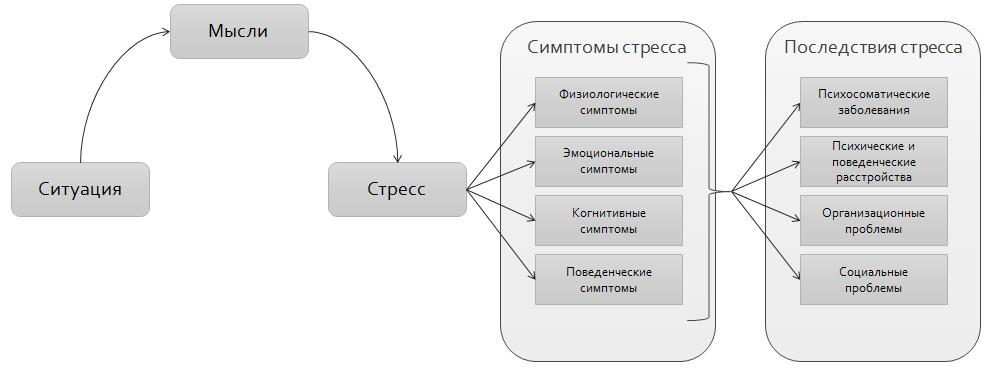 Мысли
Ситуация
Стресс
Симптомы стресса
Физиологические
симптомы
Эмоциональные
симптомы
Когнитивные
симптомы
Поведенческие
симптомы
Последствия стресса
Психосоматические
заболевания
Психические и
поведенческие
расстройства
Организационные
проблемы
Социальные
проблемы